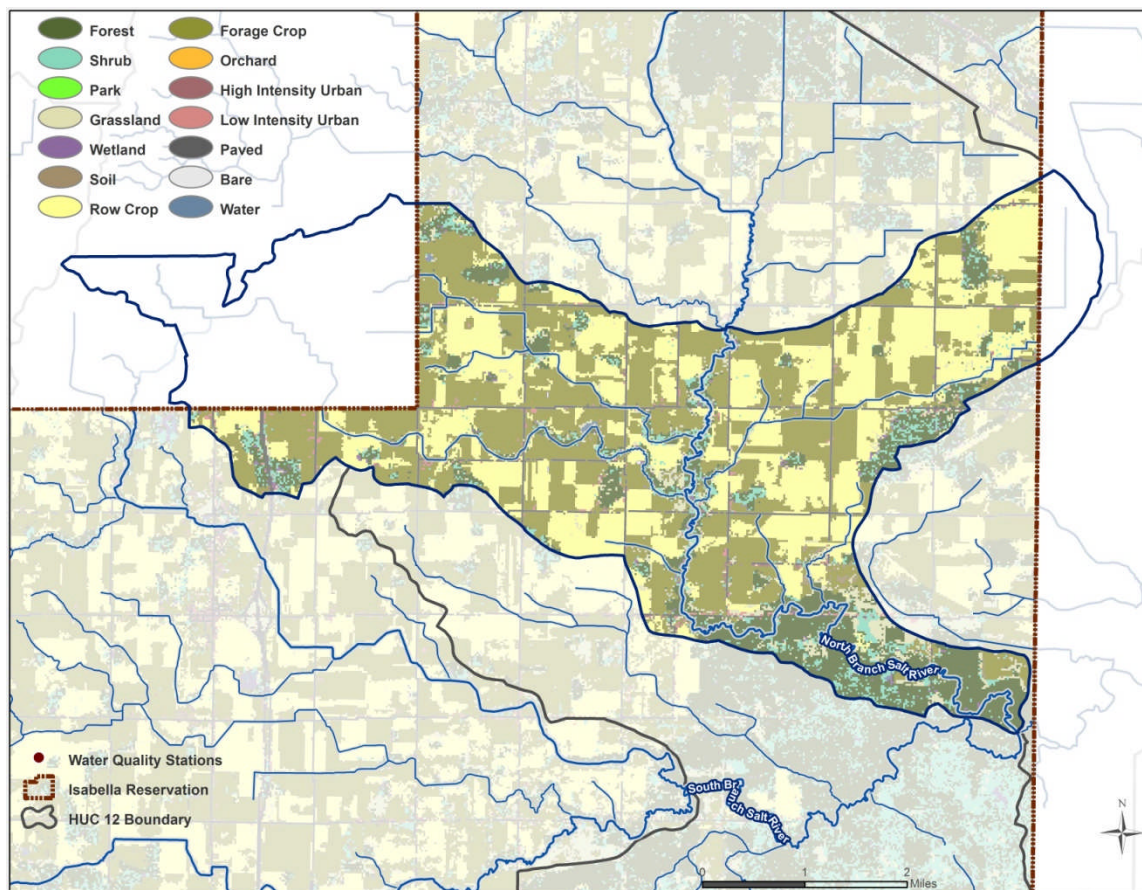 Forest
Shrub
Park
Grassland
Wetland
Soil
Row Crop
Forage Crop
Orchard
High Intensity Urban
Low Intensity Urban
Paved
Bare
Water
North Branch Salt River
South Branch Salt River
Water Quality Stations
Isabella Reservation
HUC 12 Boundary
N
0 1 2
Miles